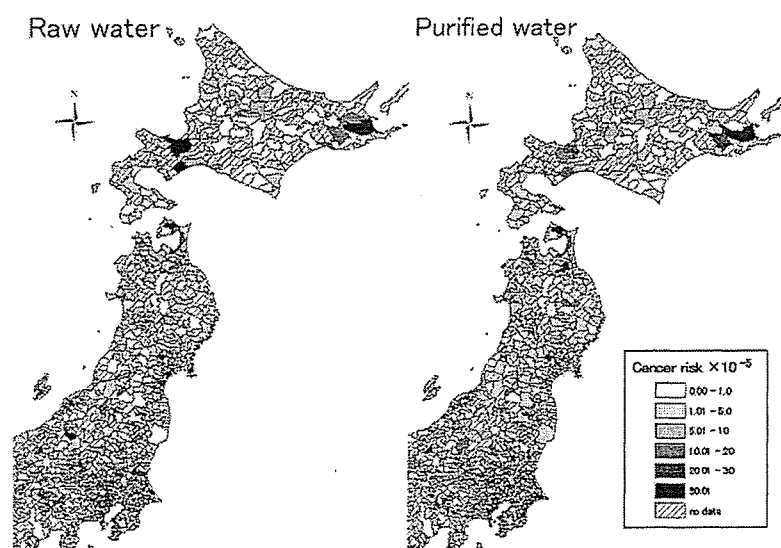 Raw water
Purified water
N
N
Cancer risk ×10⁻⁵
0.00 - 1.0
1.01 - 5.0
5.01 - 10
10.01 - 20
20.01 - 30
30.01
no data